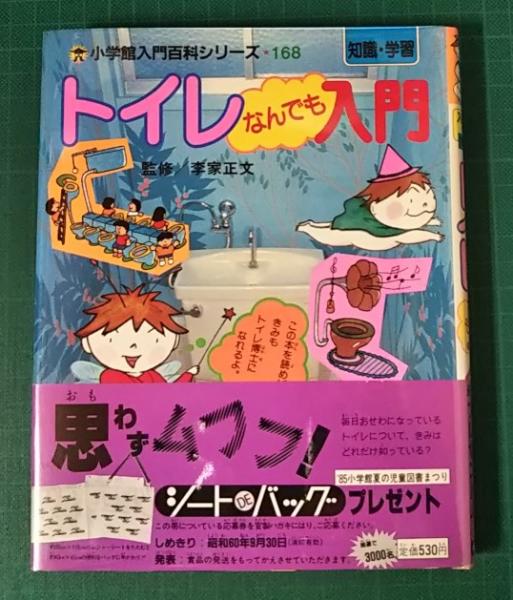 小学館入門百科シリーズ★168
知識・学習
トイレなんでも入門
監修／李家正文
この本を読めば
きみも
トイレ博士に
なれるよ。
思わずムフフッ!
おも
毎日おせわになっている
トイレについて、きみは
どれだけ知っている?
'85小学館夏の児童図書まつり
シートDEバッグプレゼント
この帯についている応募券を官製ハガキにはり、ご応募ください。
しめきり:昭和60年9月30日(消印有効)
発表:賞品の発送をもってかえさせていただきます。
抽選で
3000名
定価530円